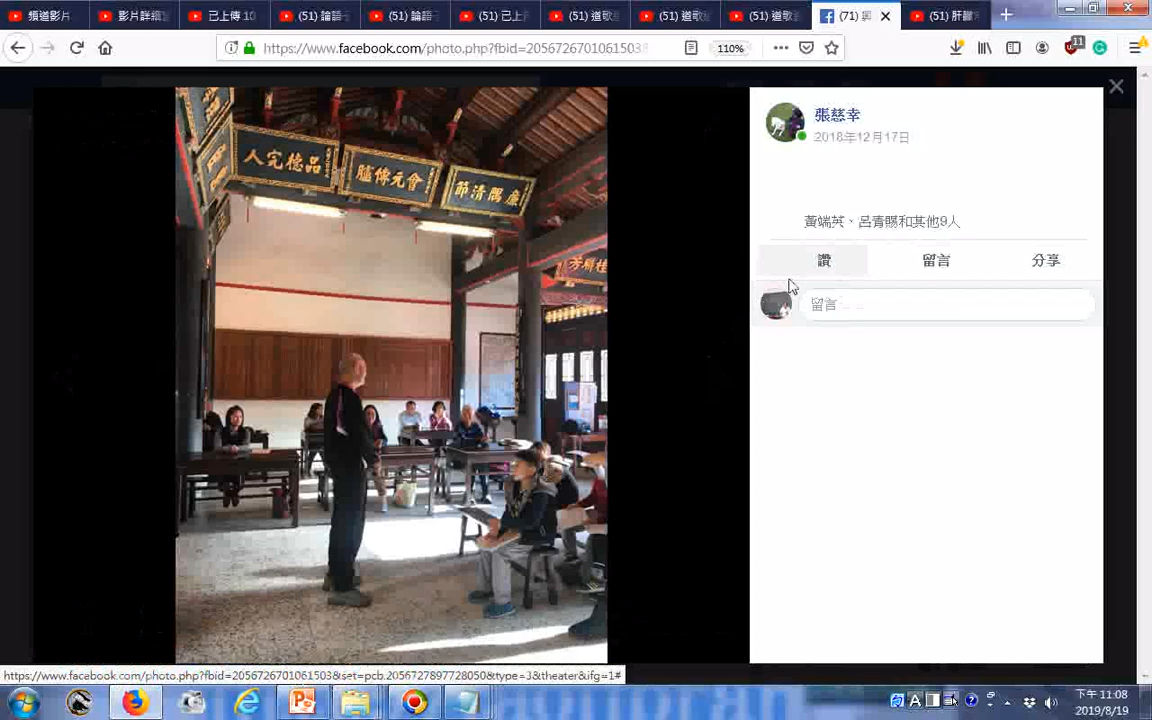 頻道影片
影片詳細
已上傳 10
(51) 論語
(51) 論語
(51) 已上
(51) 道歌
(51) 道歌
(51) 道歌
(71)
(51) 肝臟
https://www.facebook.com/photo.php?fbid=2056726701061503
110%
11
人完德品
臚傳元會
節清隅廉
張慈幸
2018年12月17日
黃端英、呂青賜和其他9人
讚
留言
分享
留言……
https://www.facebook.com/photo.php?fbid=2056726701061503&set=pcb.2056727897728050&type=3&theater&ifg=1#
下午 11:08
2019/8/19